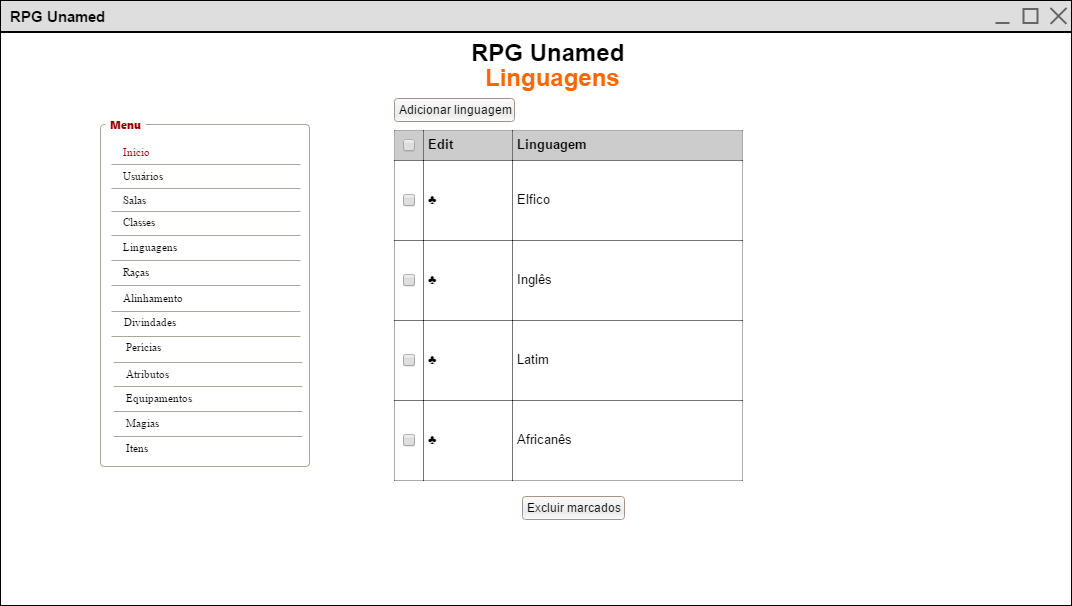 RPG Unamed
RPG Unamed
Linguagens
Adicionar linguagem
Menu
Início
Usuários
Salas
Classes
Linguagens
Raças
Alinhamento
Divindades
Perícias
Atributos
Equipamentos
Magias
Itens
Edit Linguagem
♣ Elfico
♣ Inglês
♣ Latim
♣ Africanês
Excluir marcados